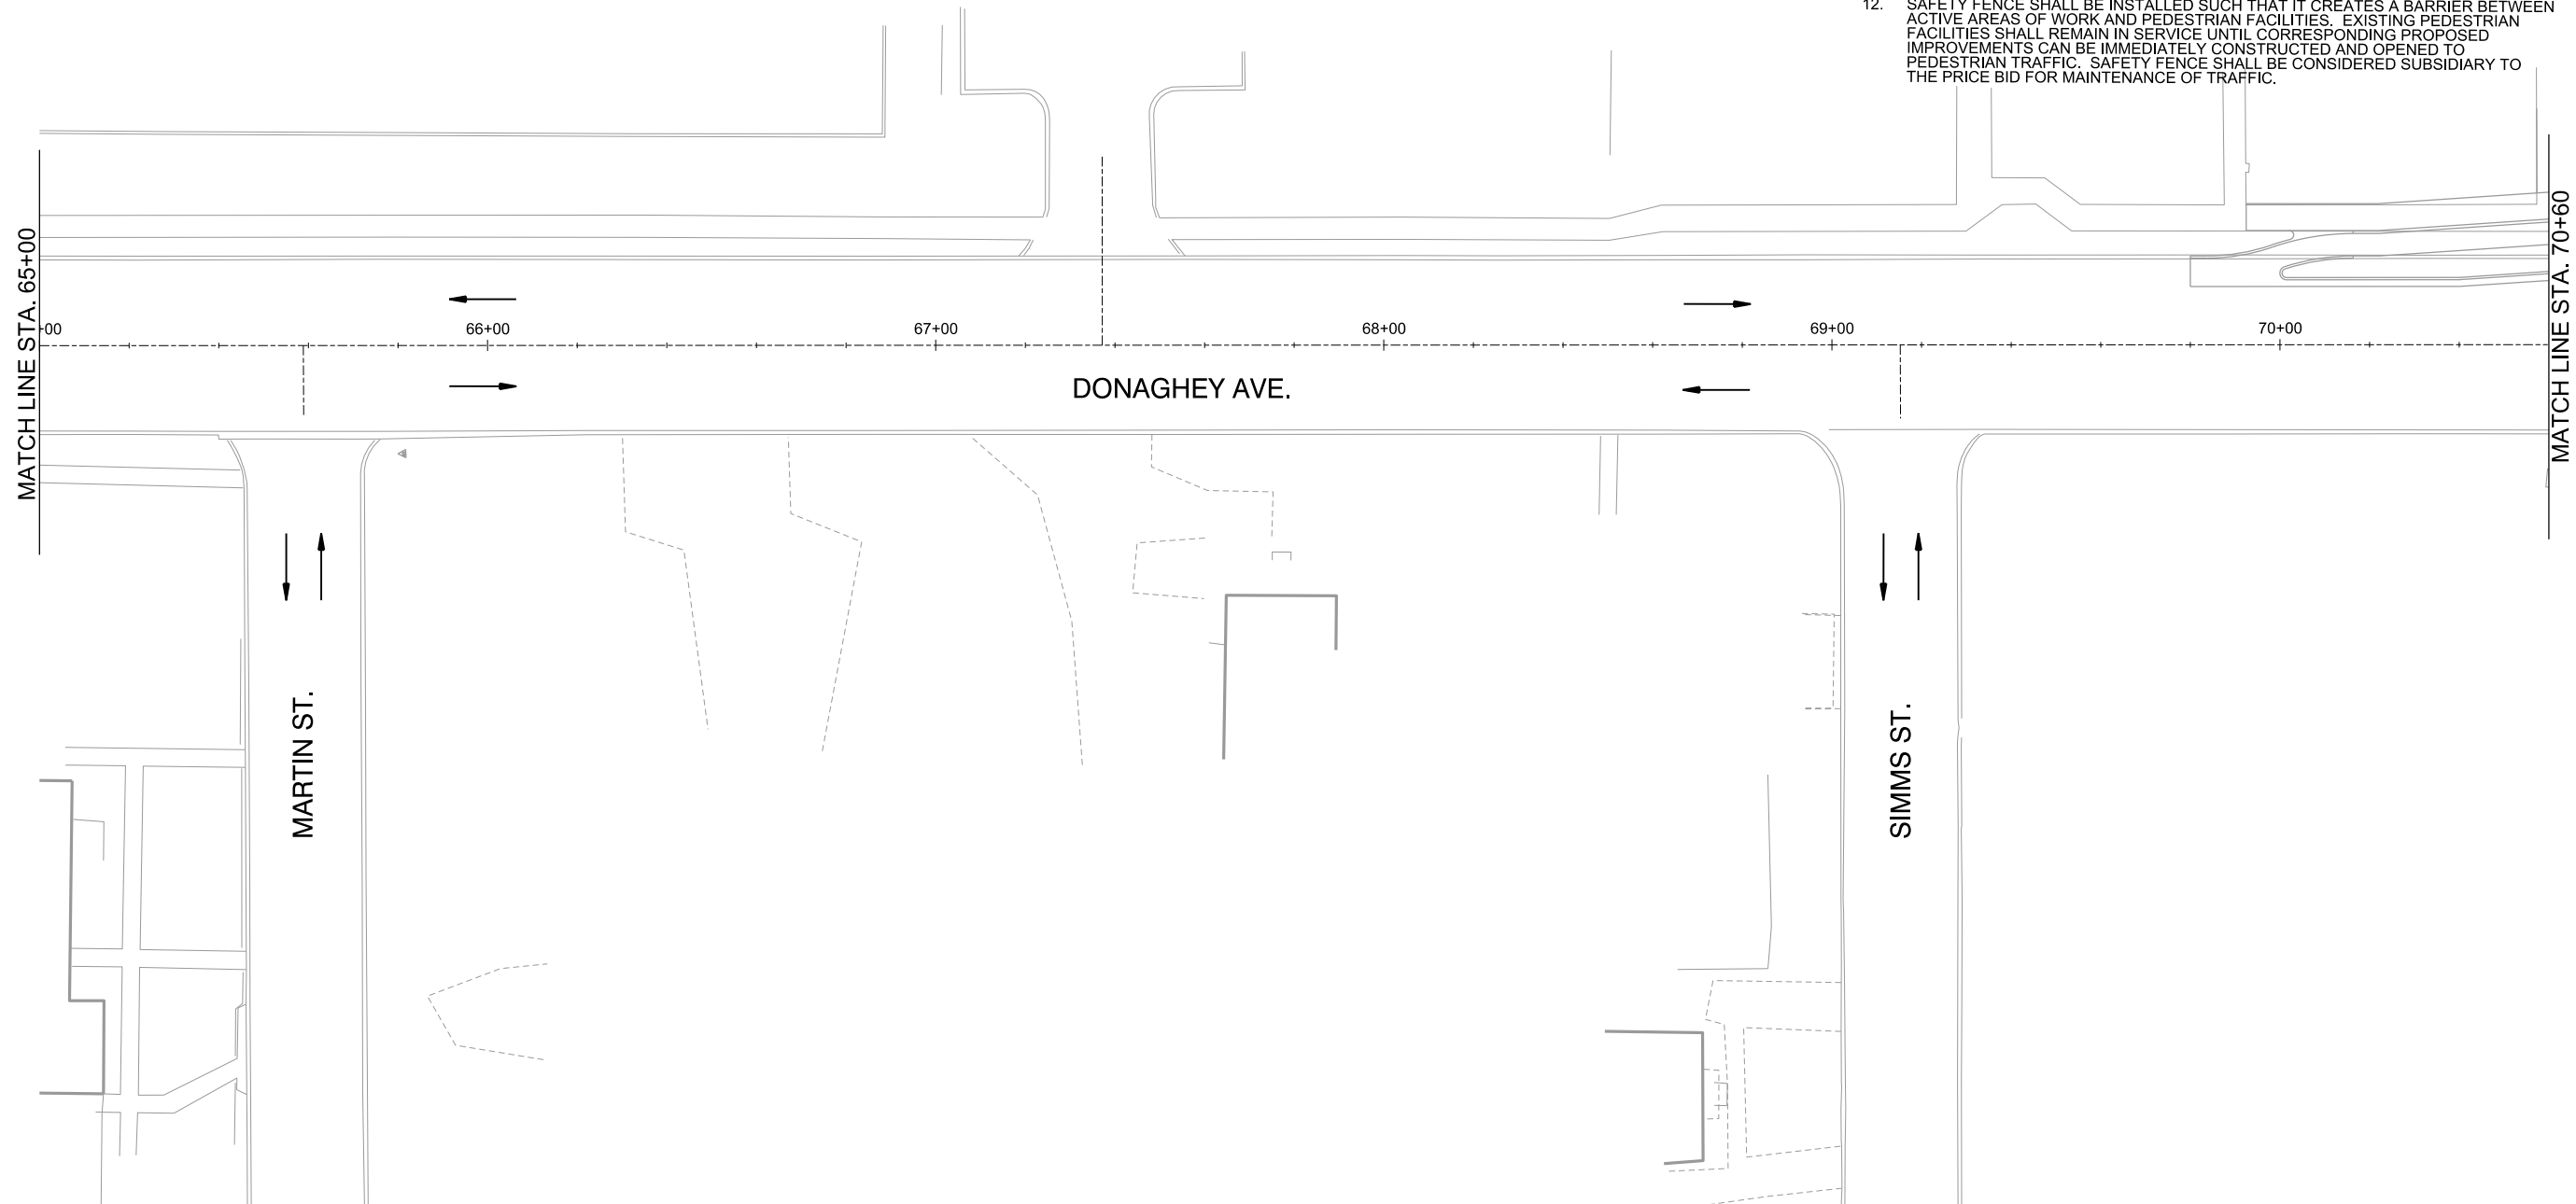 12. SAFETY FENCE SHALL BE INSTALLED SUCH THAT IT CREATES A BARRIER BETWEEN
ACTIVE AREAS OF WORK AND PEDESTRIAN FACILITIES. EXISTING PEDESTRIAN
FACILITIES SHALL REMAIN IN SERVICE UNTIL CORRESPONDING PROPOSED
IMPROVEMENTS CAN BE IMMEDIATELY CONSTRUCTED AND OPENED TO
PEDESTRIAN TRAFFIC. SAFETY FENCE SHALL BE CONSIDERED SUBSIDIARY TO
THE PRICE BID FOR MAINTENANCE OF TRAFFIC.
MATCH LINE STA. 65+00
+00
66+00
67+00
68+00
69+00
70+00
MATCH LINE STA. 70+60
DONAGHEY AVE.
MARTIN ST.
SIMMS ST.